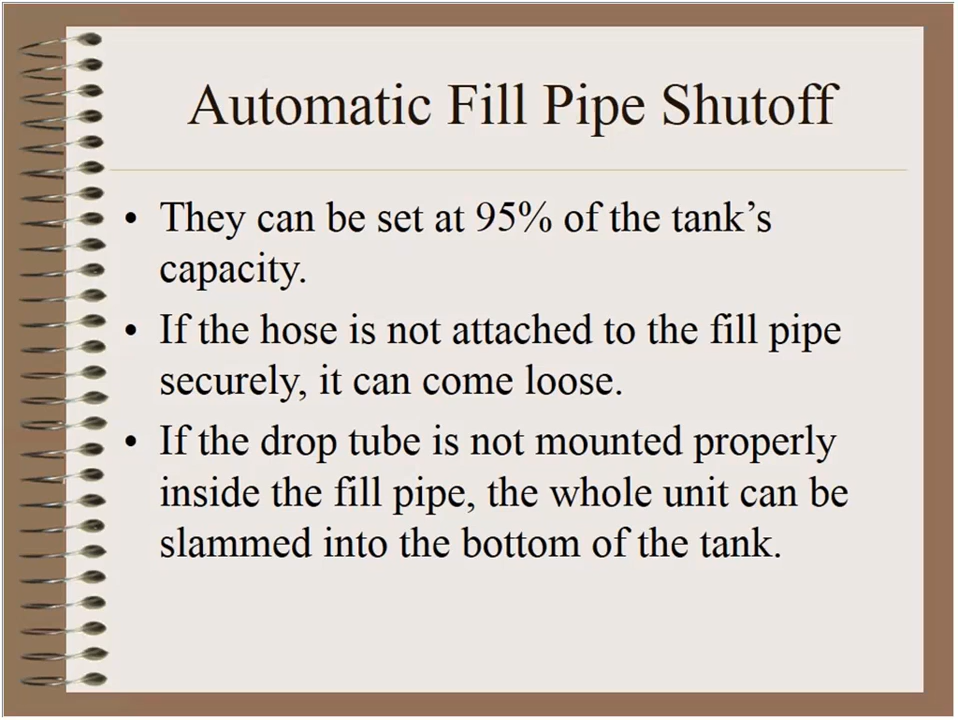 Automatic Fill Pipe Shutoff
• They can be set at 95% of the tank’s
capacity.
• If the hose is not attached to the fill pipe
securely, it can come loose.
• If the drop tube is not mounted properly
inside the fill pipe, the whole unit can be
slammed into the bottom of the tank.